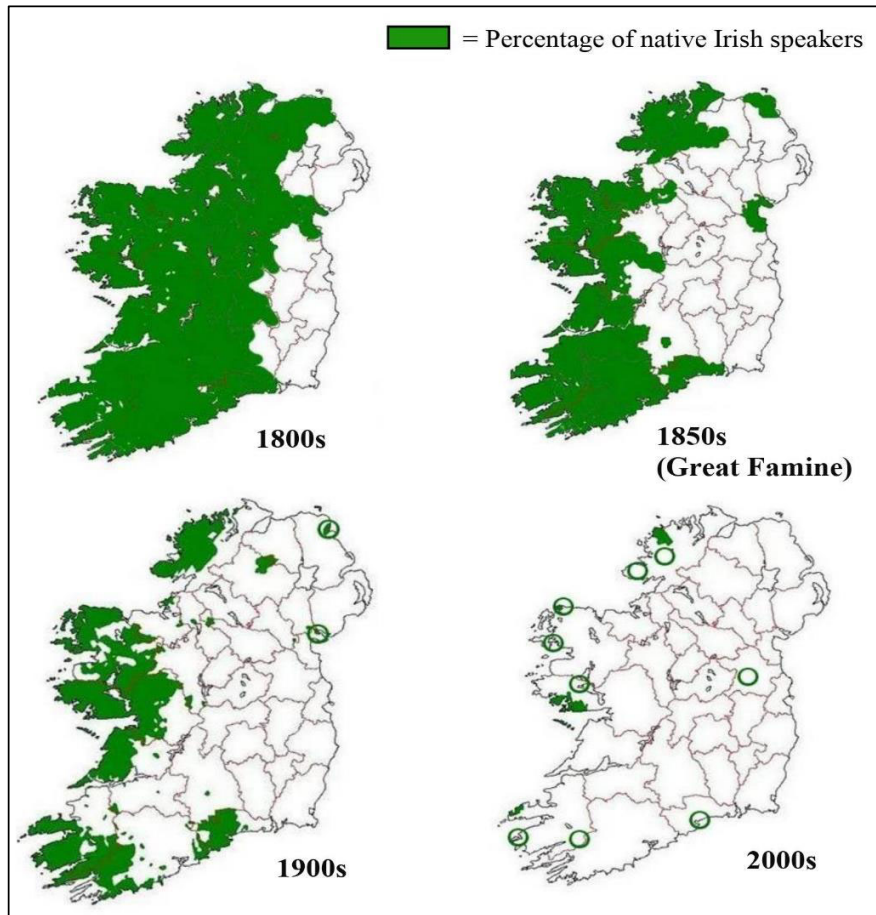 = Percentage of native Irish speakers
1800s
1850s
(Great Famine)
1900s
2000s